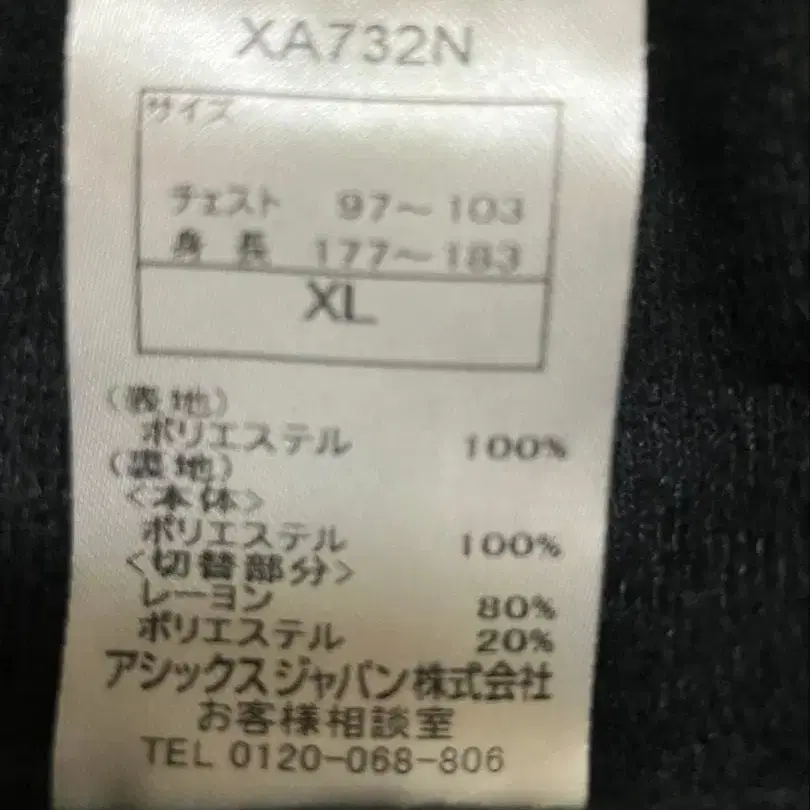 XA732N
サイズ
チェスト 97～103
身長 177～183
XL
(表地)
ポリエステル 100%
(裏地)
<本体>
ポリエステル 100%
<切替部分>
レーヨン 80%
ポリエステル 20%
アシックスジャパン株式会社
お客様相談室
TEL 0120-068-806